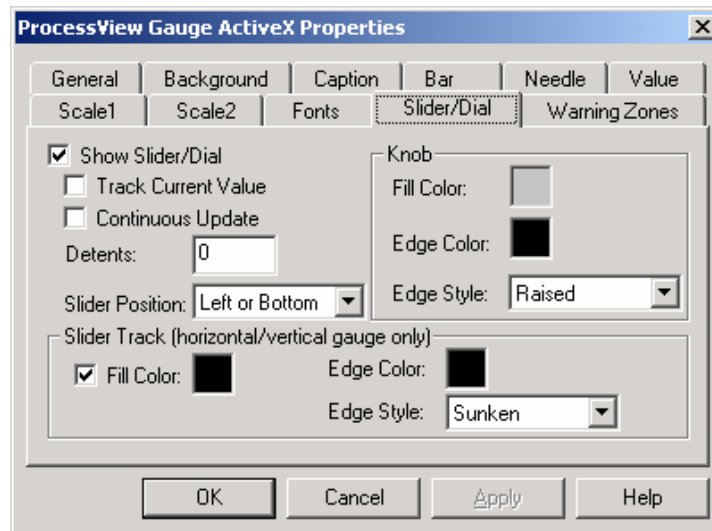 ProcessView Gauge ActiveX Properties
General Background Caption Bar Needle Value
Scale1 Scale2 Fonts Slider/Dial Warning Zones
Show Slider/Dial
Track Current Value
Continuous Update
Detents: 0
Slider Position: Left or Bottom
Knob
Fill Color:
Edge Color:
Edge Style: Raised
Slider Track (horizontal/vertical gauge only)
Fill Color:
Edge Color:
Edge Style: Sunken
OK Cancel Apply Help